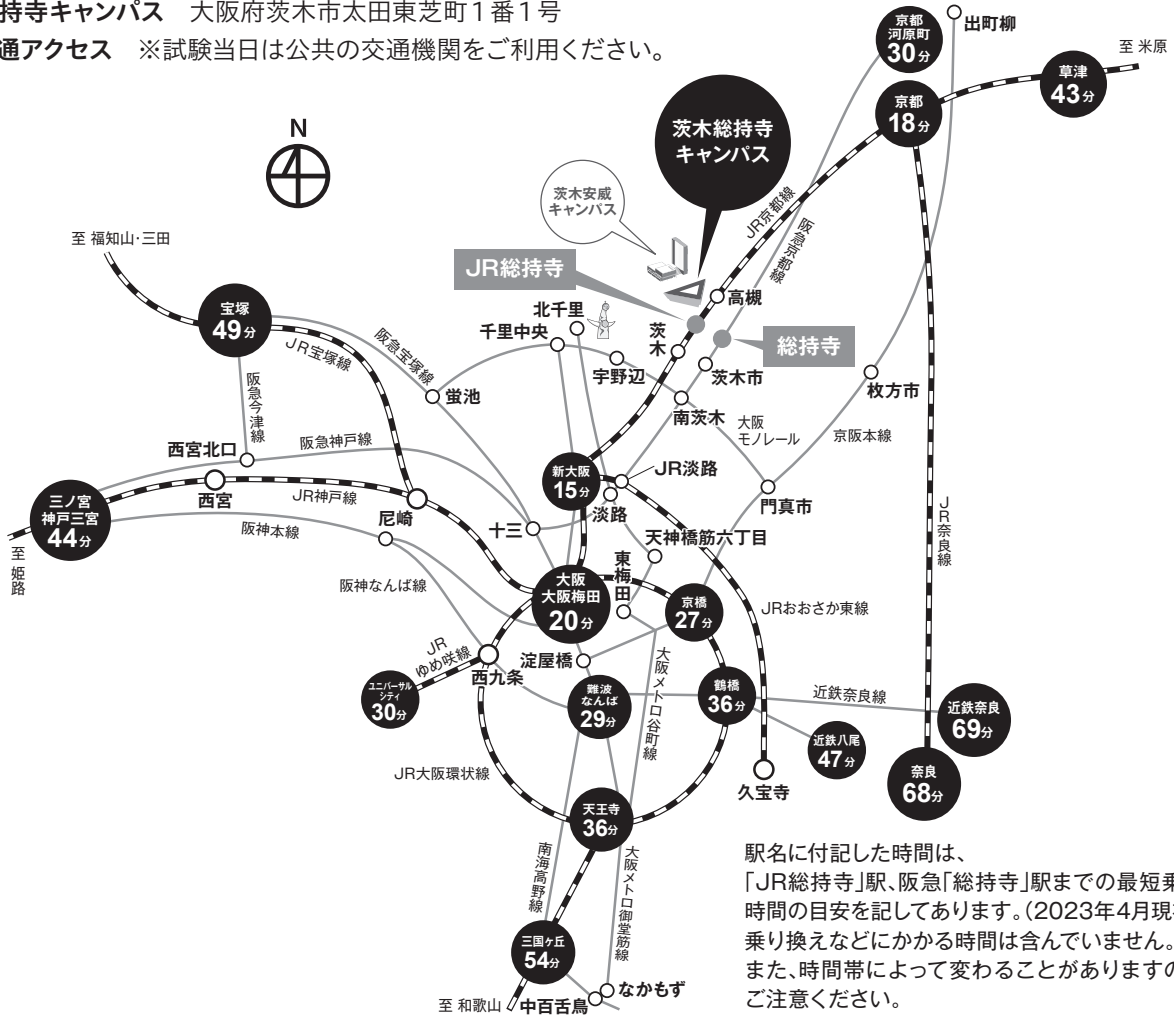 持寺キャンパス 大阪府茨木市太田東芝町1番1号
通アクセス ※試験当日は公共の交通機関をご利用ください。
N
京都
河原町
30分
出町柳
至 米原
草津
43分
京都
18分
茨木総持寺
キャンパス
茨木安威
キャンパス
JR京都線
阪急京都線
至 福知山・三田
JR総持寺
宝塚
49分
高槻
北千里
千里中央
茨木
総持寺
阪急宝塚線
JR宝塚線
宇野辺
茨木市
枚方市
阪急今津線
蛍池
南茨木
大阪
モノレール
京阪本線
西宮北口
阪急神戸線
新大阪
15分
JR淡路
三ノ宮
神戸三宮
44分
西宮
JR神戸線
尼崎
淡路
門真市
JR奈良線
阪神本線
十三
天神橋筋六丁目
至 姫路
阪神なんば線
大阪
大阪梅田
20分
東梅田
京橋
27分
JRおおさか東線
JR
ゆめ咲線
西九条
淀屋橋
大阪メトロ谷町線
ユニバーサル
シティ
30分
難波
なんば
29分
鶴橋
36分
近鉄奈良線
近鉄奈良
69分
近鉄八尾
47分
JR大阪環状線
久宝寺
奈良
68分
天王寺
36分
南海高野線
大阪メトロ御堂筋線
三国ヶ丘
54分
至 和歌山
中百舌鳥
なかもず
駅名に付記した時間は、
「JR総持寺」駅、阪急「総持寺」駅までの最短乗
時間の目安を記してあります。(2023年4月現
乗り換えなどにかかる時間は含んでいません。
また、時間帯によって変わることがありますの
ご注意ください。